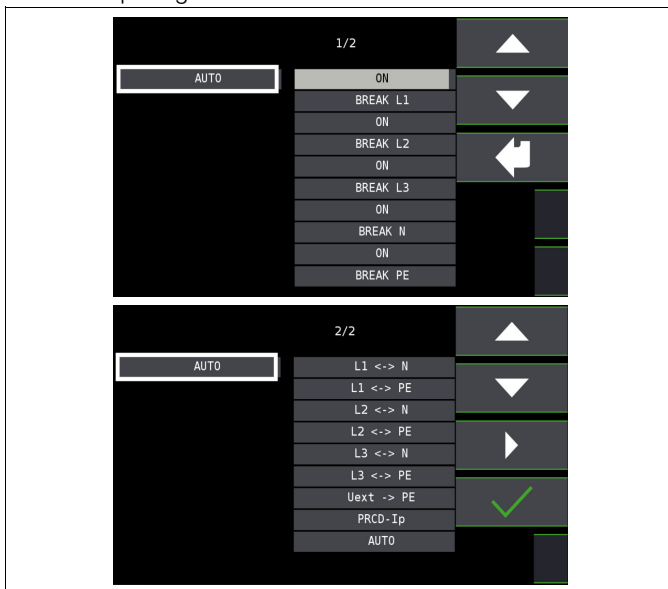 1/2
AUTO
ON
BREAK L1
ON
BREAK L2
ON
BREAK L3
ON
BREAK N
ON
BREAK PE
2/2
AUTO
L1 <-> N
L1 <-> PE
L2 <-> N
L2 <-> PE
L3 <-> N
L3 <-> PE
Uext -> PE
PRCD-Ip
AUTO